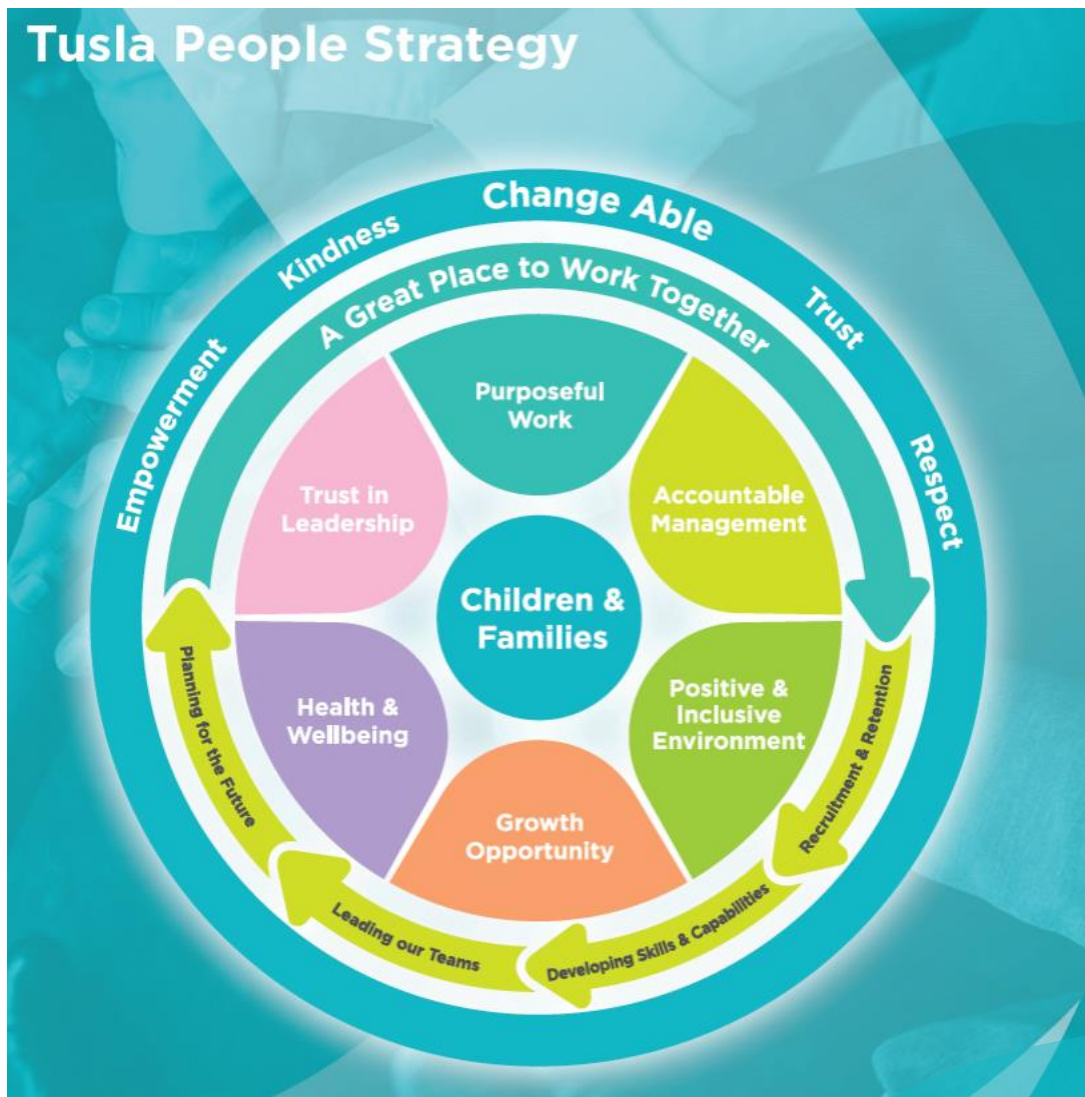 Tusla People Strategy
Change Able
Kindness
Trust
Empowerment
Respect
A Great Place to Work Together
Purposeful
Work
Trust in
Leadership
Accountable
Management
Children &
Families
Health &
Wellbeing
Positive &
Inclusive
Environment
Growth
Opportunity
Recruitment & Retention
Developing Skills & Capabilities
Leading our Teams
Planning for the Future